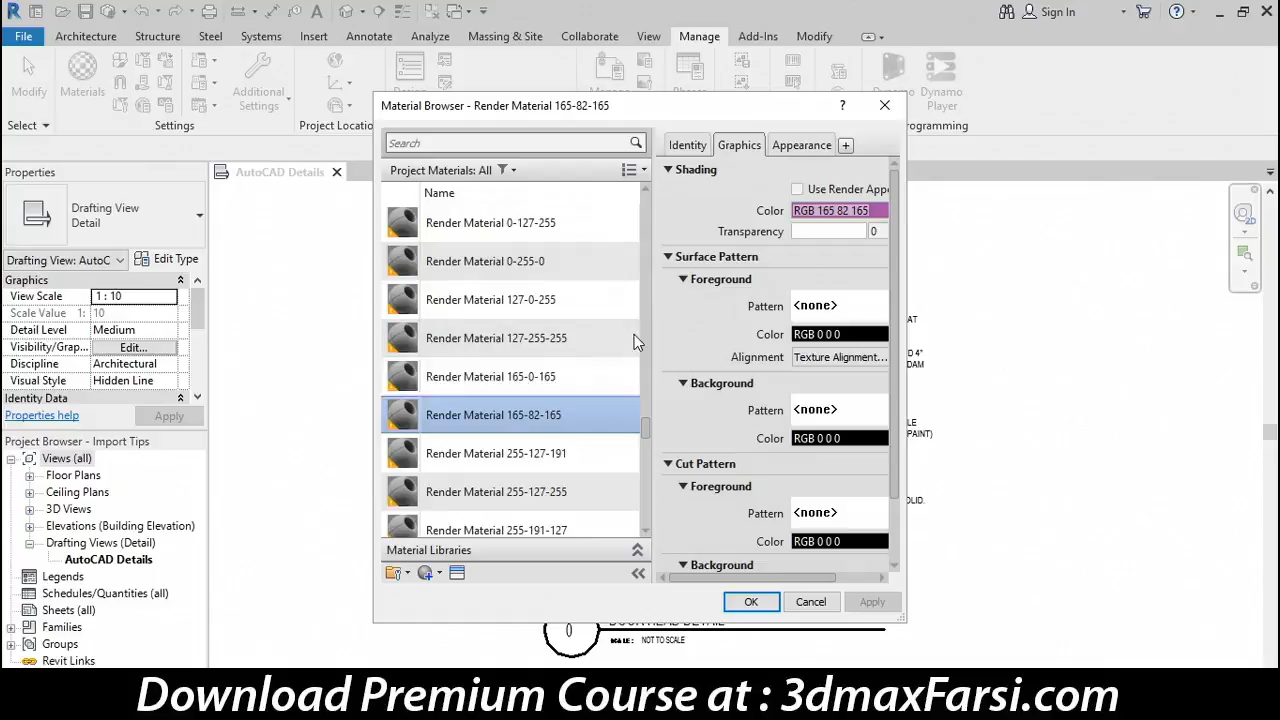 Sign In
File
Architecture
Structure
Steel
Systems
Insert
Annotate
Analyze
Massing & Site
Collaborate
View
Manage
Add-Ins
Modify
Modify
Materials
Additional
Settings
Dynamo
Dynamo
Player
Select
Settings
Project Location
Material Browser - Render Material 165-82-165
Search
Project Materials: All
Name
Render Material 0-127-255
Render Material 0-255-0
Render Material 127-0-255
Render Material 127-255-255
Render Material 165-0-165
Render Material 165-82-165
Render Material 255-127-191
Render Material 255-127-255
Render Material 255-191-127
Material Libraries
Identity
Graphics
Appearance
Shading
Use Render Appe
Color
RGB 165 82 165
Transparency
0
Surface Pattern
Foreground
Pattern
<none>
Color
RGB 0 0 0
Alignment
Texture Alignment...
Background
Pattern
<none>
Color
RGB 0 0 0
Cut Pattern
Foreground
Pattern
<none>
Color
RGB 0 0 0
Background
OK
Cancel
Apply
Properties
Drafting View
Detail
Drafting View: AutoC
Edit Type
Graphics
View Scale
1 : 10
Scale Value 1:
10
Detail Level
Medium
Visibility/Grap...
Edit...
Discipline
Architectural
Visual Style
Hidden Line
Identity Data
Properties help
Apply
Project Browser - Import Tips
Views (all)
Floor Plans
Ceiling Plans
3D Views
Elevations (Building Elevation)
Drafting Views (Detail)
AutoCAD Details
Legends
Schedules/Quantities (all)
Sheets (all)
Families
Groups
Revit Links
AutoCAD Details
AT
D 4"
DAM
LE
PAINT)
OLID.
0
SCALE : NOT TO SCALE
Download Premium Course at : 3dmaxFarsi.com